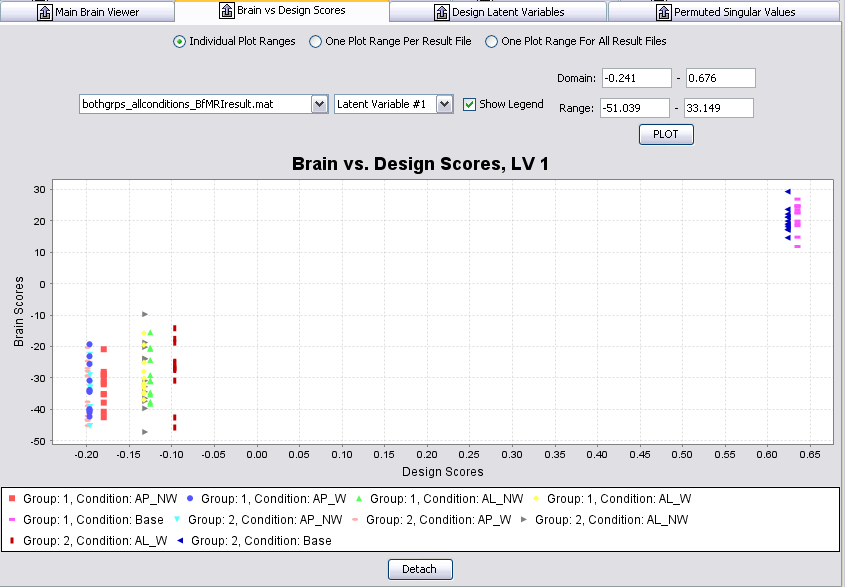 Main Brain Viewer Brain vs Design Scores Design Latent Variables Permuted Singular Values
Individual Plot Ranges One Plot Range Per Result File One Plot Range For All Result Files
Domain: -0.241 - 0.676
bothgrps_allconditions_BfMRIresult.mat Latent Variable #1 Show Legend Range: -51.039 - 33.149
PLOT
Brain vs. Design Scores, LV 1
30
20
10
0
-10
-20
-30
-40
-50
Brain Scores
-0.20 -0.15 -0.10 -0.05 0.00 0.05 0.10 0.15 0.20 0.25 0.30 0.35 0.40 0.45 0.50 0.55 0.60 0.65
Design Scores
Group: 1, Condition: AP_NW Group: 1, Condition: AP_W Group: 1, Condition: AL_NW Group: 1, Condition: AL_W
Group: 1, Condition: Base Group: 2, Condition: AP_NW Group: 2, Condition: AP_W Group: 2, Condition: AL_NW
Group: 2, Condition: AL_W Group: 2, Condition: Base
Detach